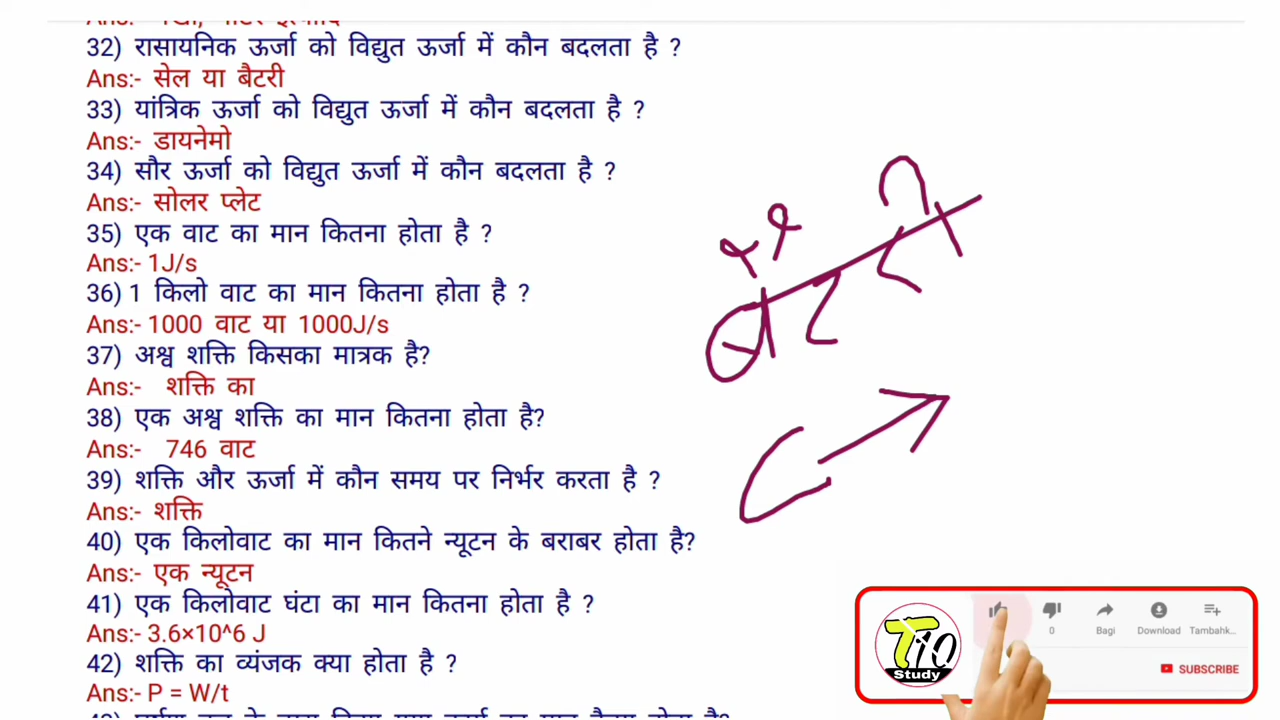 32) रासायनिक ऊर्जा को विद्युत ऊर्जा में कौन बदलता है ?
Ans:- सेल या बैटरी
33) यांत्रिक ऊर्जा को विद्युत ऊर्जा में कौन बदलता है ?
Ans:- डायनेमो
34) सौर ऊर्जा को विद्युत ऊर्जा में कौन बदलता है ?
Ans:- सोलर प्लेट
35) एक वाट का मान कितना होता है ?
Ans:- 1J/s
36) 1 किलो वाट का मान कितना होता है ?
Ans:- 1000 वाट या 1000J/s
37) अश्व शक्ति किसका मात्रक है?
Ans:- शक्ति का
38) एक अश्व शक्ति का मान कितना होता है?
Ans:- 746 वाट
39) शक्ति और ऊर्जा में कौन समय पर निर्भर करता है ?
Ans:- शक्ति
40) एक किलोवाट का मान कितने न्यूटन के बराबर होता है?
Ans:- एक न्यूटन
41) एक किलोवाट घंटा का मान कितना होता है ?
Ans:- 3.6×10^6 J
42) शक्ति का व्यंजक क्या होता है ?
Ans:- P = W/t
0 Bagi Download Tambahk...
TIQ Study
SUBSCRIBE